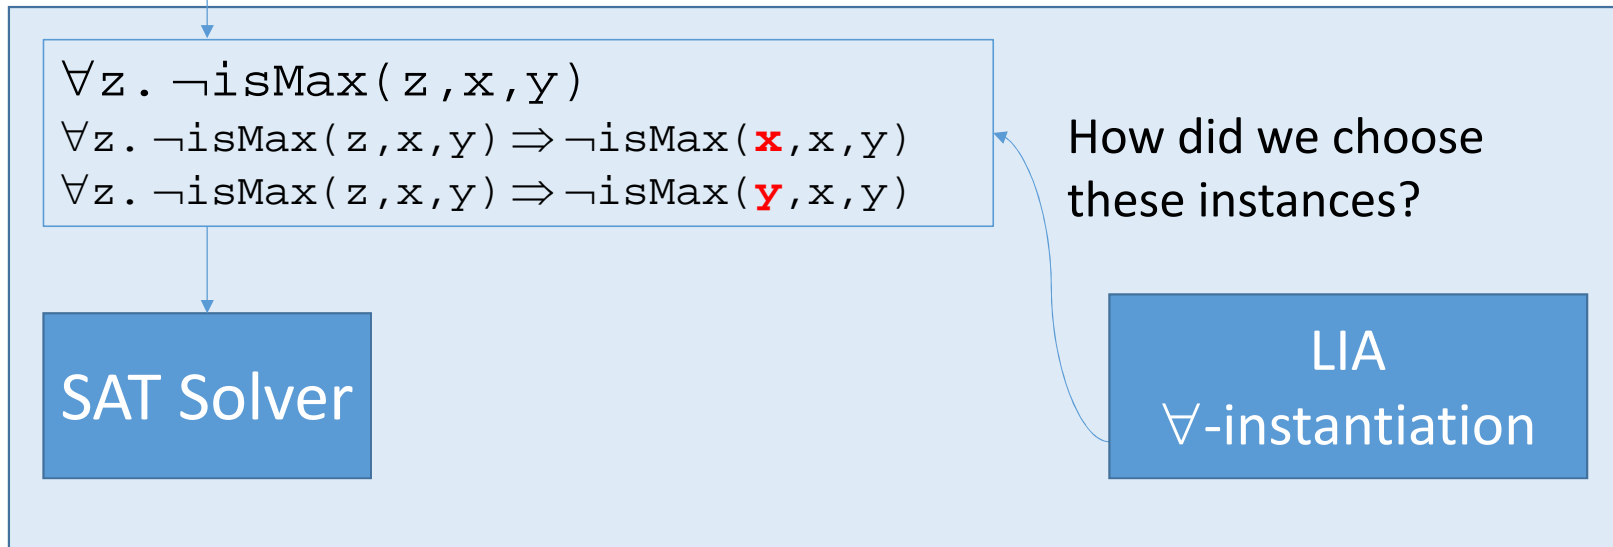 ∀z.¬isMax(z,x,y)
∀z.¬isMax(z,x,y)⇒¬isMax(x,x,y)
∀z.¬isMax(z,x,y)⇒¬isMax(y,x,y)
How did we choose
these instances?
SAT Solver
LIA
∀-instantiation